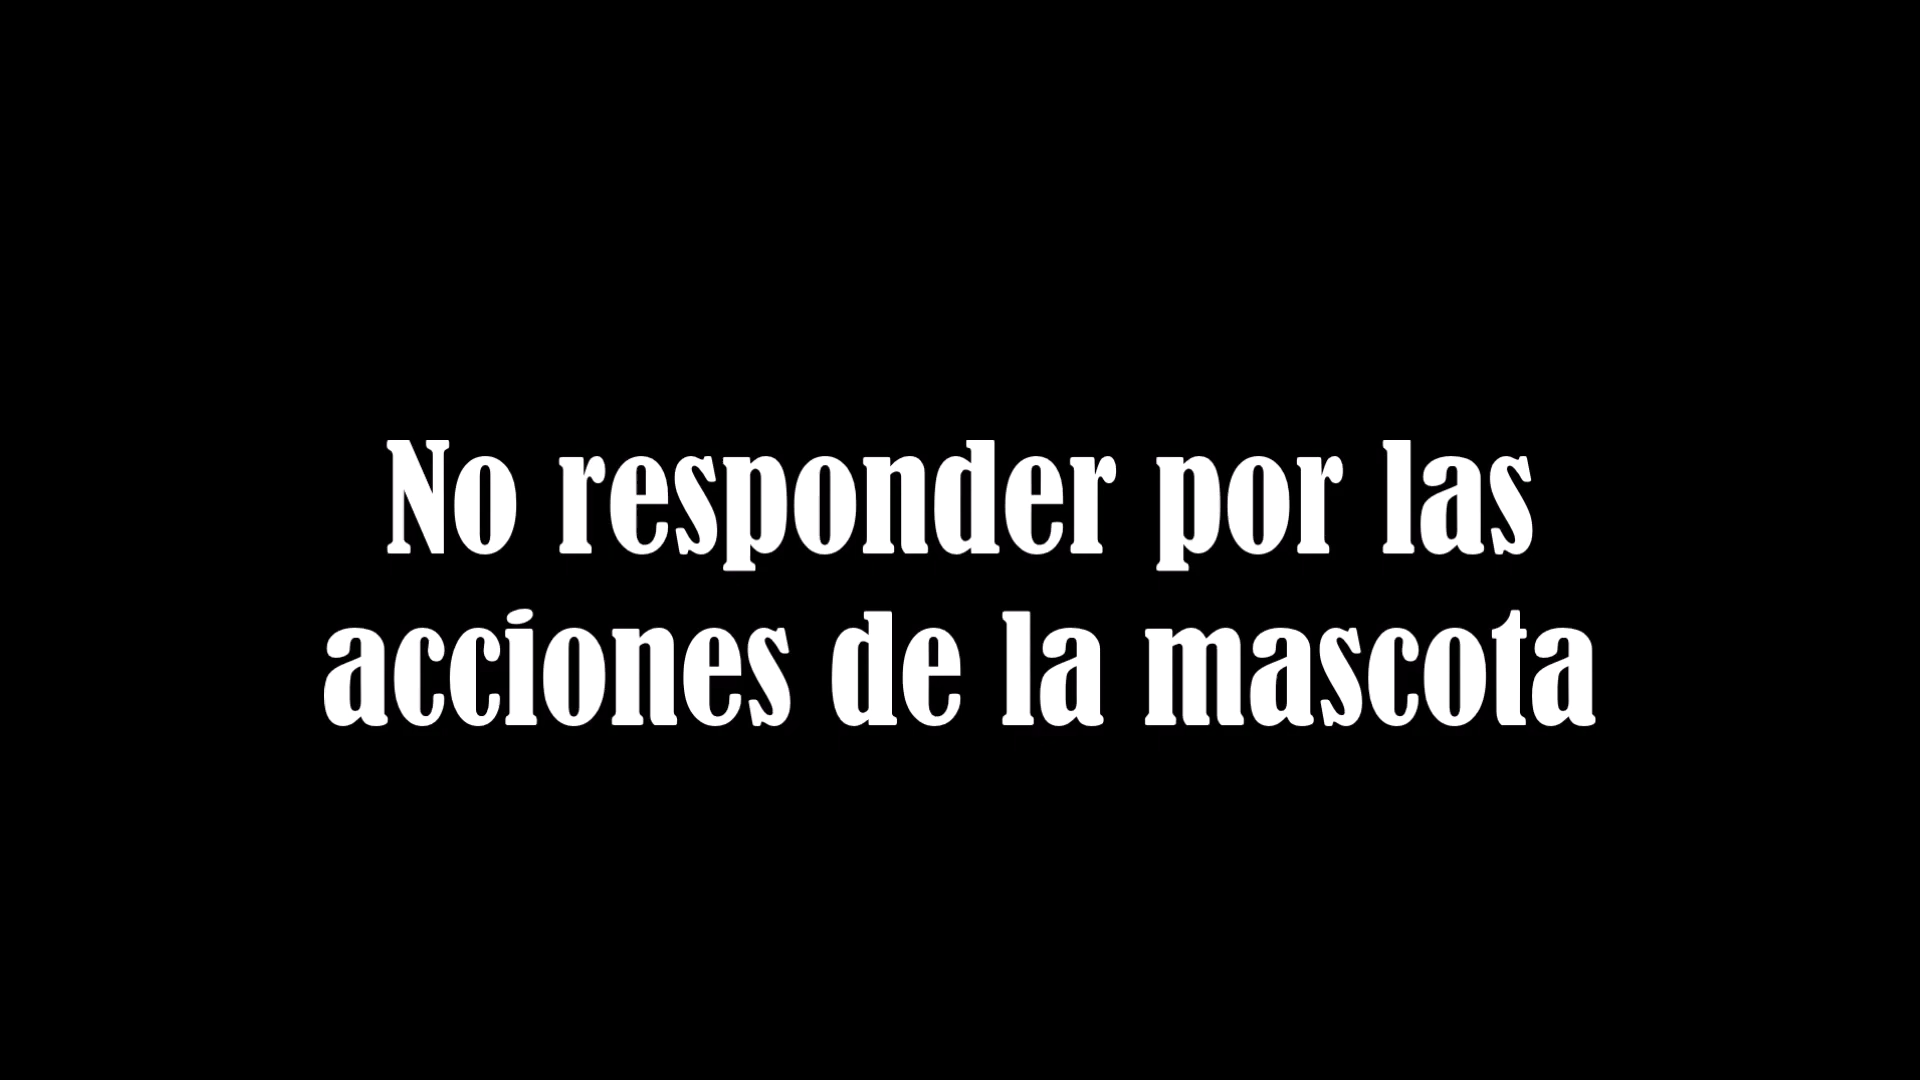 No responder por las
acciones de la mascota